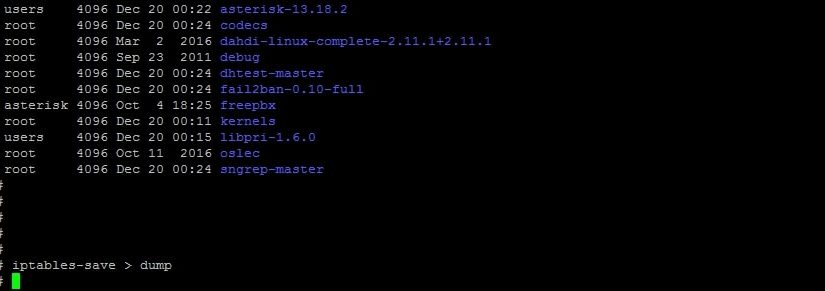 users    4096 Dec 20 00:22 asterisk-13.18.2
root     4096 Dec 20 00:24 codecs
root     4096 Mar  2  2016 dahdi-linux-complete-2.11.1+2.11.1
root     4096 Sep 23  2011 debug
root     4096 Dec 20 00:24 dhtest-master
root     4096 Dec 20 00:24 fail2ban-0.10-full
asterisk 4096 Oct  4 18:25 freepbx
root     4096 Dec 20 00:11 kernels
users    4096 Dec 20 00:15 libpri-1.6.0
root     4096 Oct 11  2016 oslec
root     4096 Dec 20 00:24 sngrep-master
#
#
#
#
#
# iptables-save > dump
#